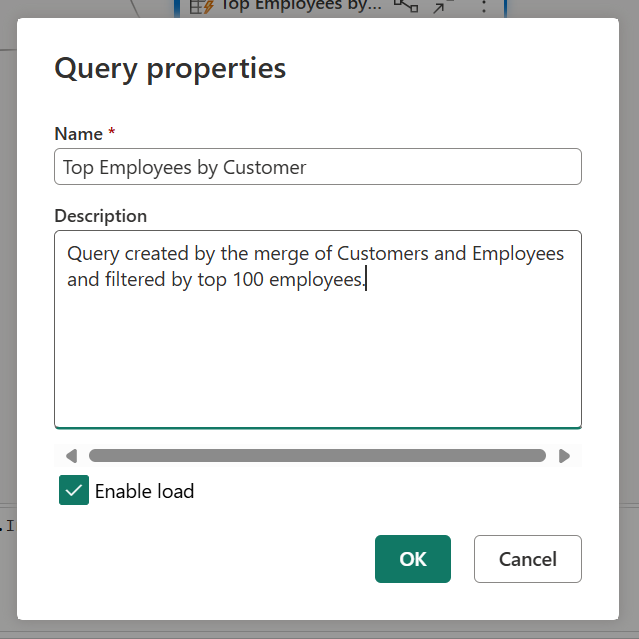 Top Employees by...
Query properties
Name *
Top Employees by Customer
Description
Query created by the merge of Customers and Employees
and filtered by top 100 employees.
Enable load
.I
OK
Cancel